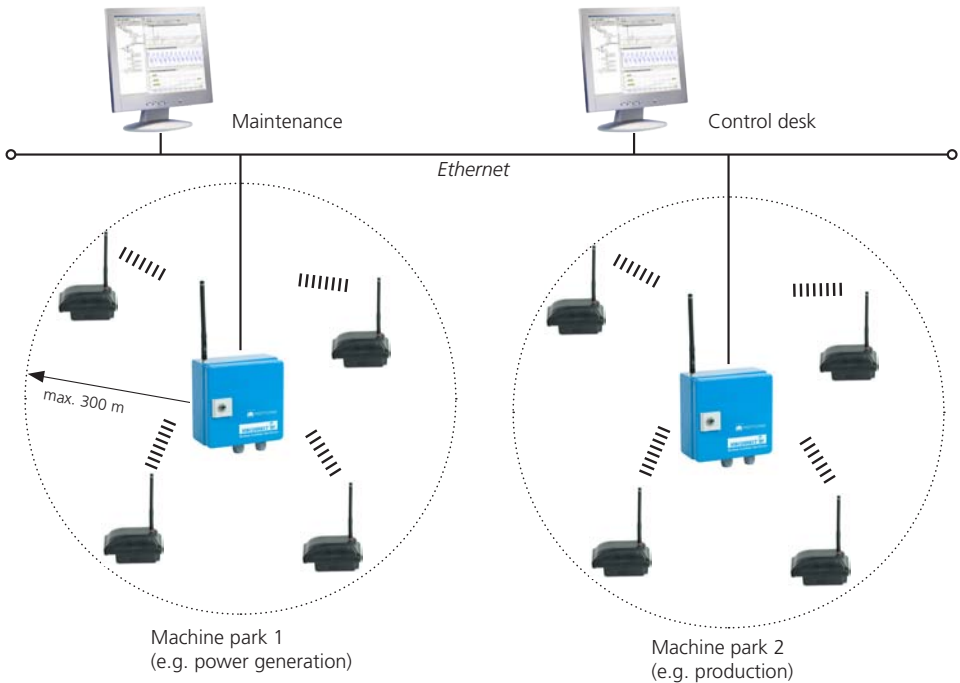 Maintenance
Control desk
Ethernet
max. 300 m
Machine park 1
(e.g. power generation)
Machine park 2
(e.g. production)